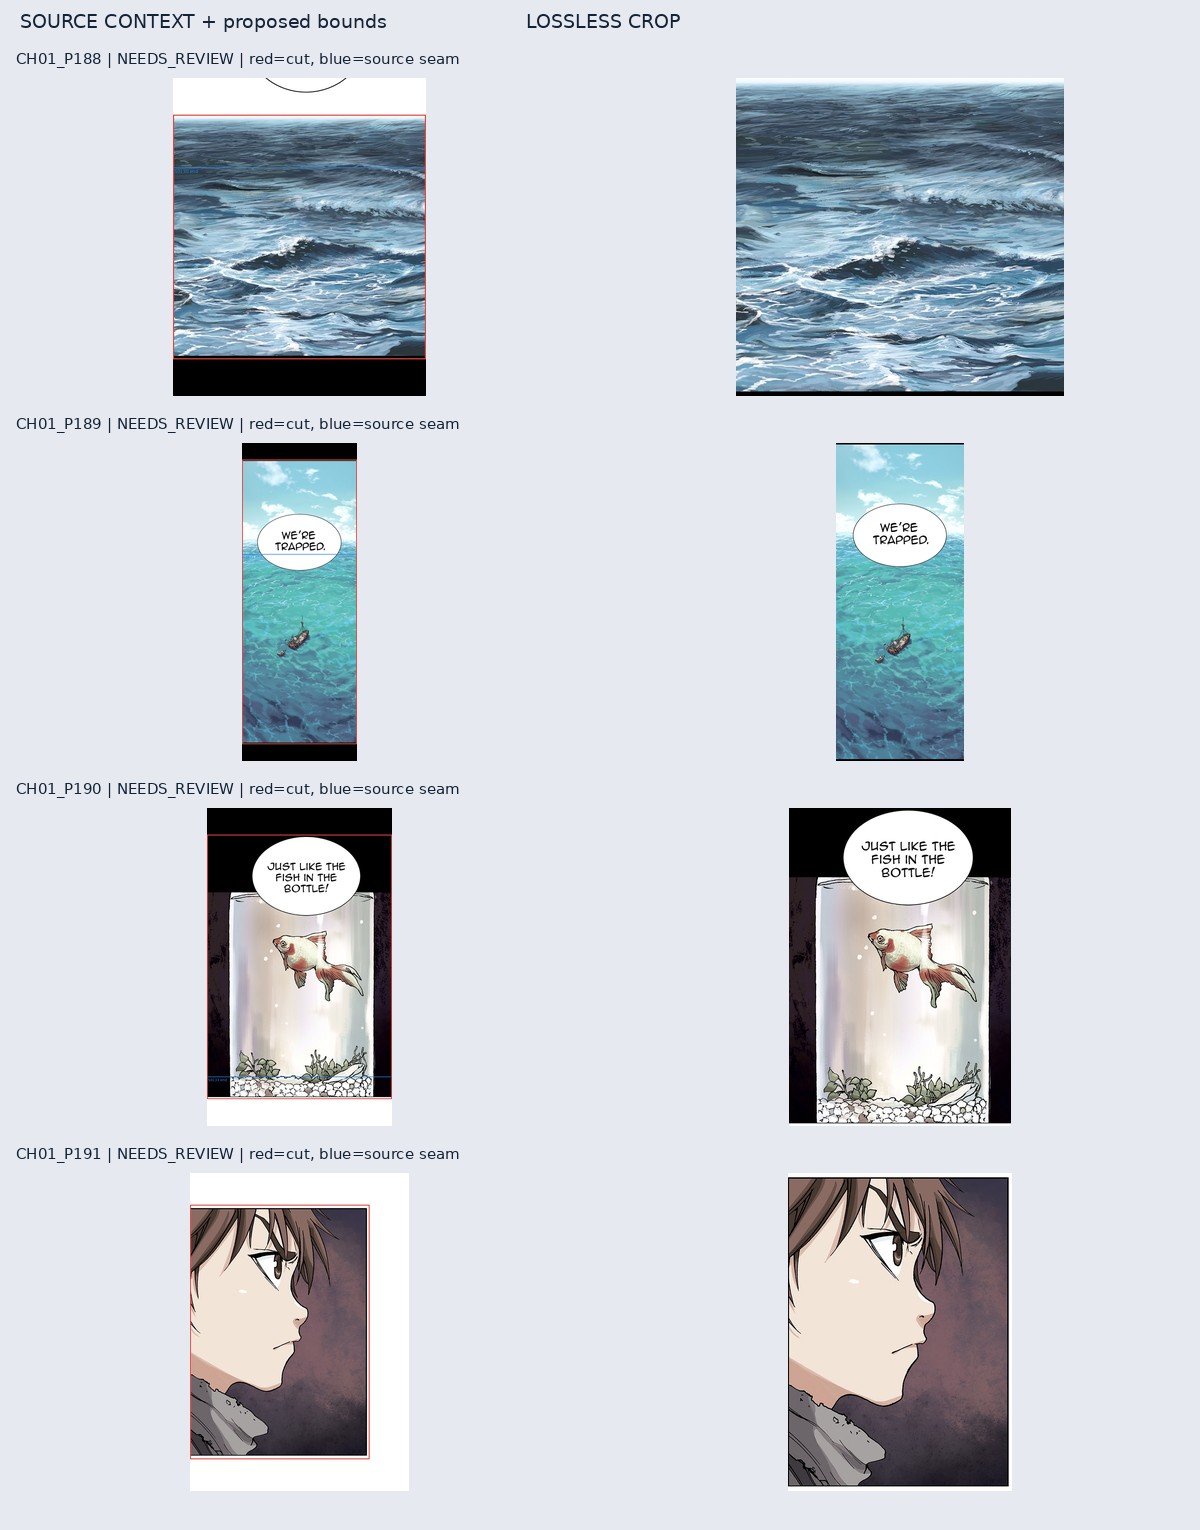 SOURCE CONTEXT + proposed bounds
LOSSLESS CROP
CH01_P188 | NEEDS_REVIEW | red=cut, blue=source seam
CH01_P189 | NEEDS_REVIEW | red=cut, blue=source seam
WE'RE
TRAPPED.
WE'RE
TRAPPED.
CH01_P190 | NEEDS_REVIEW | red=cut, blue=source seam
JUST LIKE THE
FISH IN THE
BOTTLE!
JUST LIKE THE
FISH IN THE
BOTTLE!
CH01_P191 | NEEDS_REVIEW | red=cut, blue=source seam